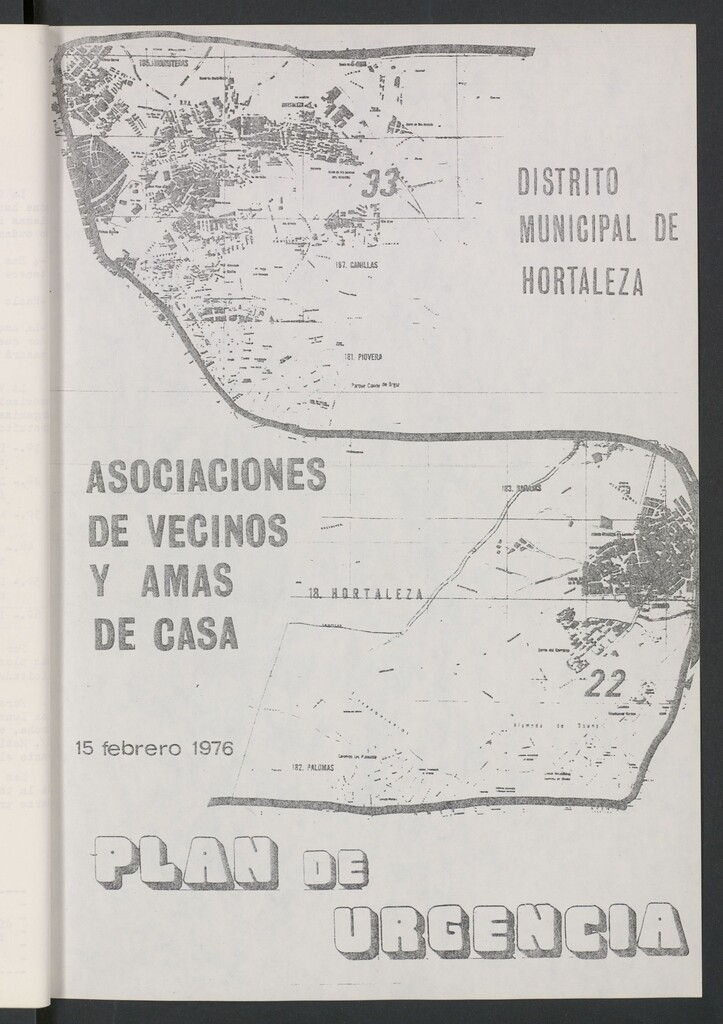 33
DISTRITO
MUNICIPAL DE
HORTALEZA
187. CANILLAS
181. PIOVERA
ASOCIACIONES
DE VECINOS
Y AMAS
DE CASA
18. HORTALEZA
22
15 febrero 1976
182. PALOMAS
PLAN DE
URGENCIA